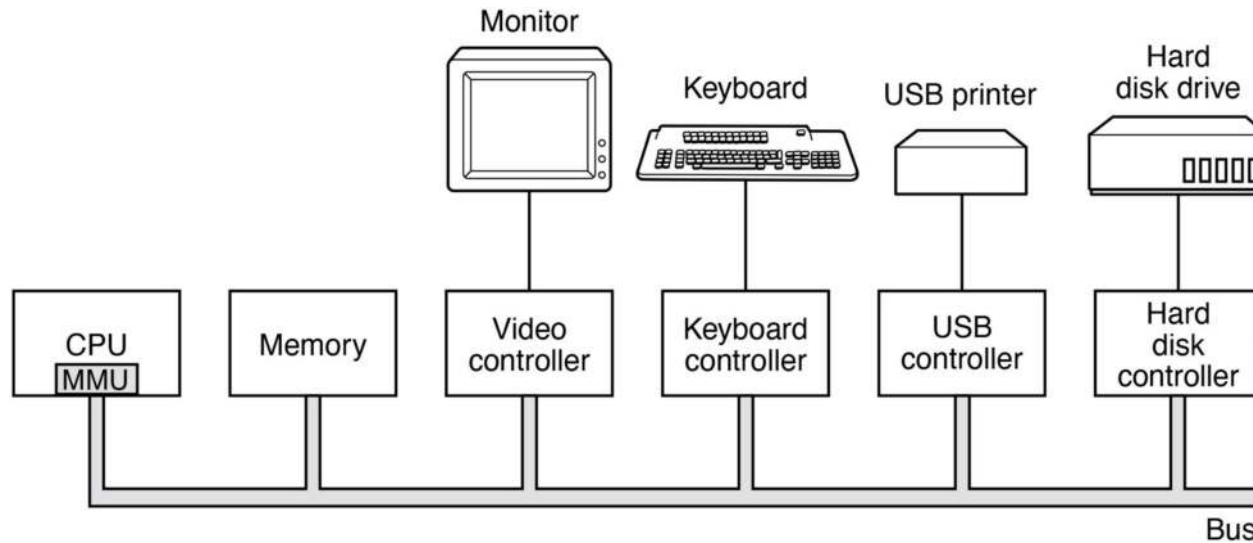 Monitor
Keyboard
USB printer
Hard
disk drive
CPU
MMU
Memory
Video
controller
Keyboard
controller
USB
controller
Hard
disk
controller
Bus